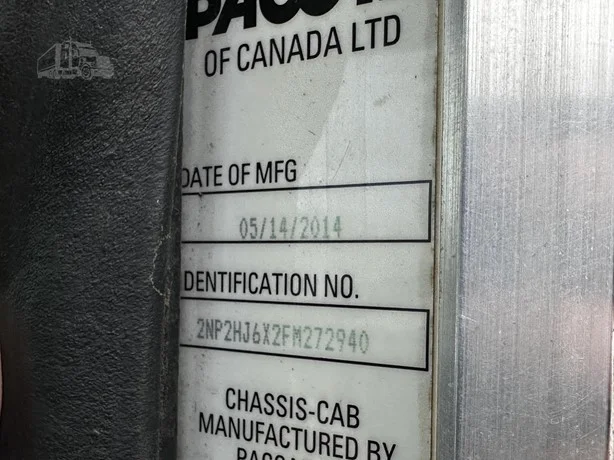 OF CANADA LTD
DATE OF MFG
05/14/2014
DENTIFICATION NO.
2NP2HJ6X2FM272940
CHASSIS-CAB
MANUFACTURED BY